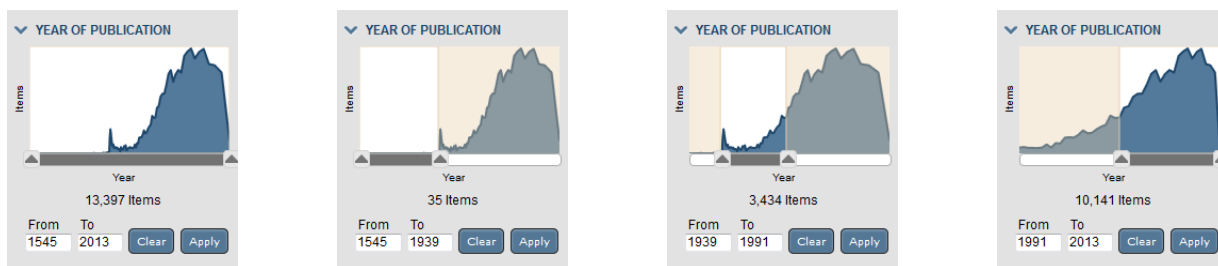 YEAR OF PUBLICATION
Items
Year
13,397 Items
From To
1545 2013 Clear Apply
YEAR OF PUBLICATION
Items
Year
35 Items
From To
1545 1939 Clear Apply
YEAR OF PUBLICATION
Items
Year
3,434 Items
From To
1939 1991 Clear Apply
YEAR OF PUBLICATION
Items
Year
10,141 Items
From To
1991 2013 Clear Apply